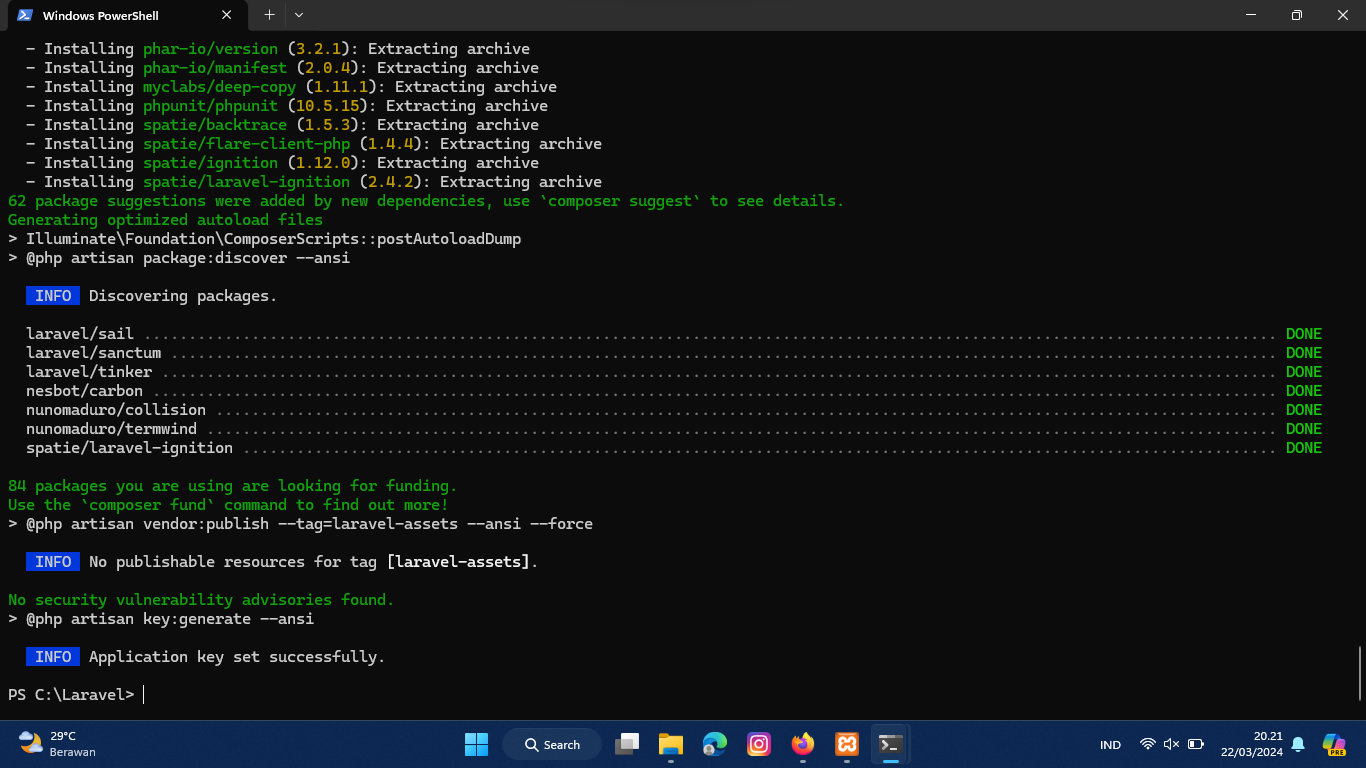 Windows PowerShell
- Installing phar-io/version (3.2.1): Extracting archive
- Installing phar-io/manifest (2.0.4): Extracting archive
- Installing myclabs/deep-copy (1.11.1): Extracting archive
- Installing phpunit/phpunit (10.5.15): Extracting archive
- Installing spatie/backtrace (1.5.3): Extracting archive
- Installing spatie/flare-client-php (1.4.4): Extracting archive
- Installing spatie/ignition (1.12.0): Extracting archive
- Installing spatie/laravel-ignition (2.4.2): Extracting archive
62 package suggestions were added by new dependencies, use `composer suggest` to see details.
Generating optimized autoload files
> Illuminate\Foundation\ComposerScripts::postAutoloadDump
> @php artisan package:discover --ansi
INFO Discovering packages.
laravel/sail ............................................................................................................................. DONE
laravel/sanctum .......................................................................................................................... DONE
laravel/tinker ........................................................................................................................... DONE
nesbot/carbon ............................................................................................................................ DONE
nunomaduro/collision ..................................................................................................................... DONE
nunomaduro/termwind ...................................................................................................................... DONE
spatie/laravel-ignition .................................................................................................................. DONE
84 packages you are using are looking for funding.
Use the `composer fund` command to find out more!
> @php artisan vendor:publish --tag=laravel-assets --ansi --force
INFO No publishable resources for tag [laravel-assets].
No security vulnerability advisories found.
> @php artisan key:generate --ansi
INFO Application key set successfully.
PS C:\Laravel>
29°C
Berawan
Search
IND
20.21
22/03/2024
PRE